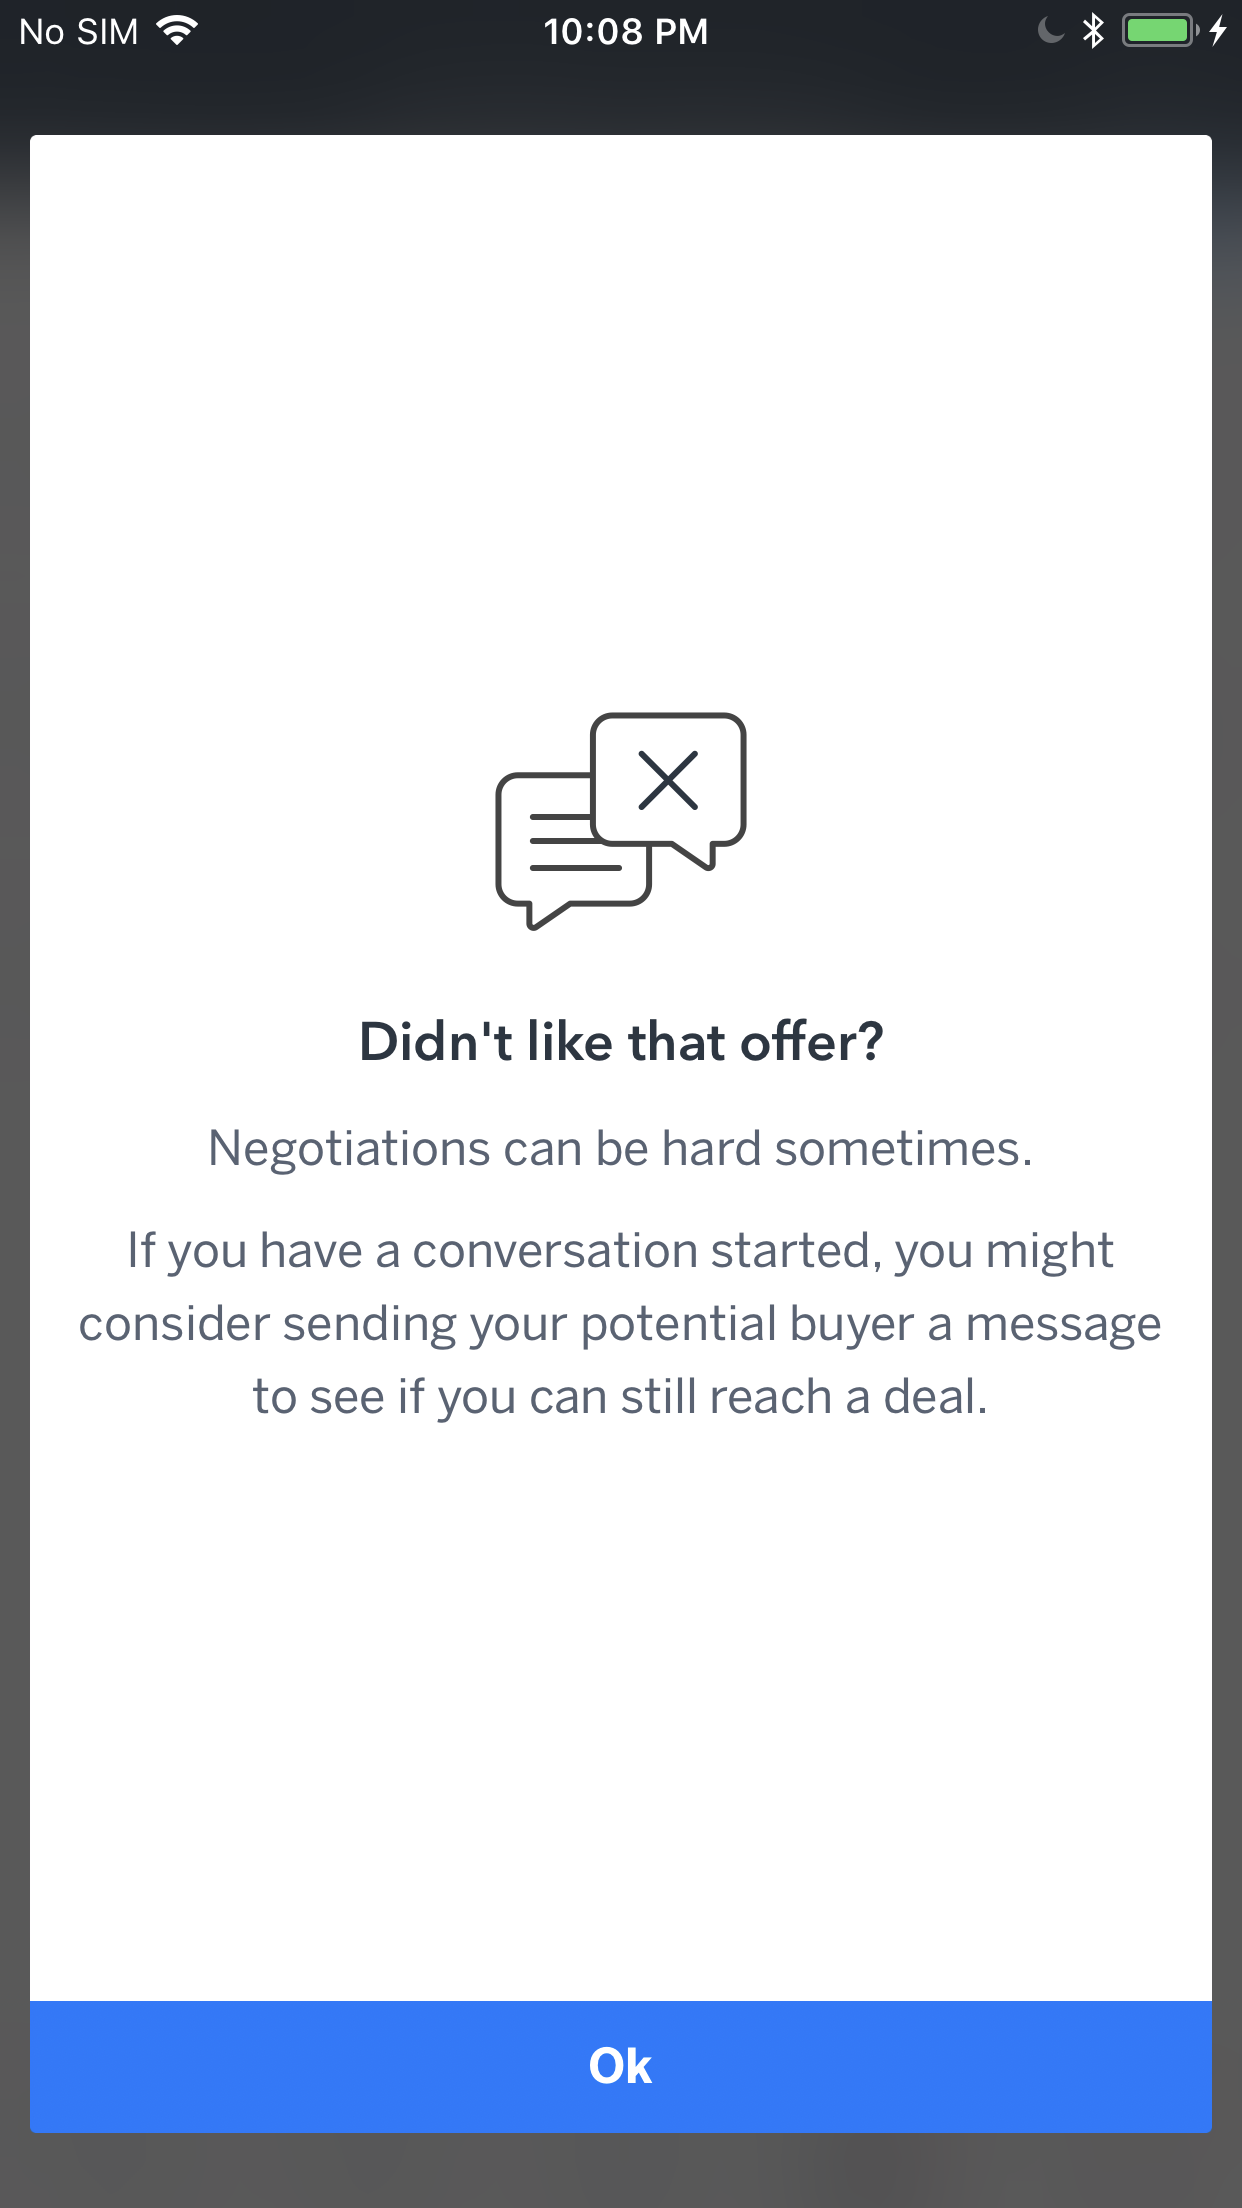 No SIM 10:08 PM
Didn't like that offer?
Negotiations can be hard sometimes.
If you have a conversation started, you might
consider sending your potential buyer a message
to see if you can still reach a deal.
Ok